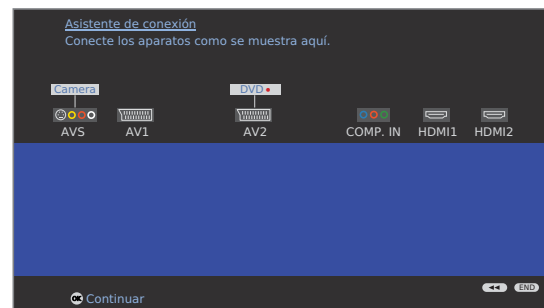 Asistente de conexión
Conecte los aparatos como se muestra aquí.
Camera DVD
AVS AV1 AV2 COMP. IN HDMI1 HDMI2
OK Continuar END